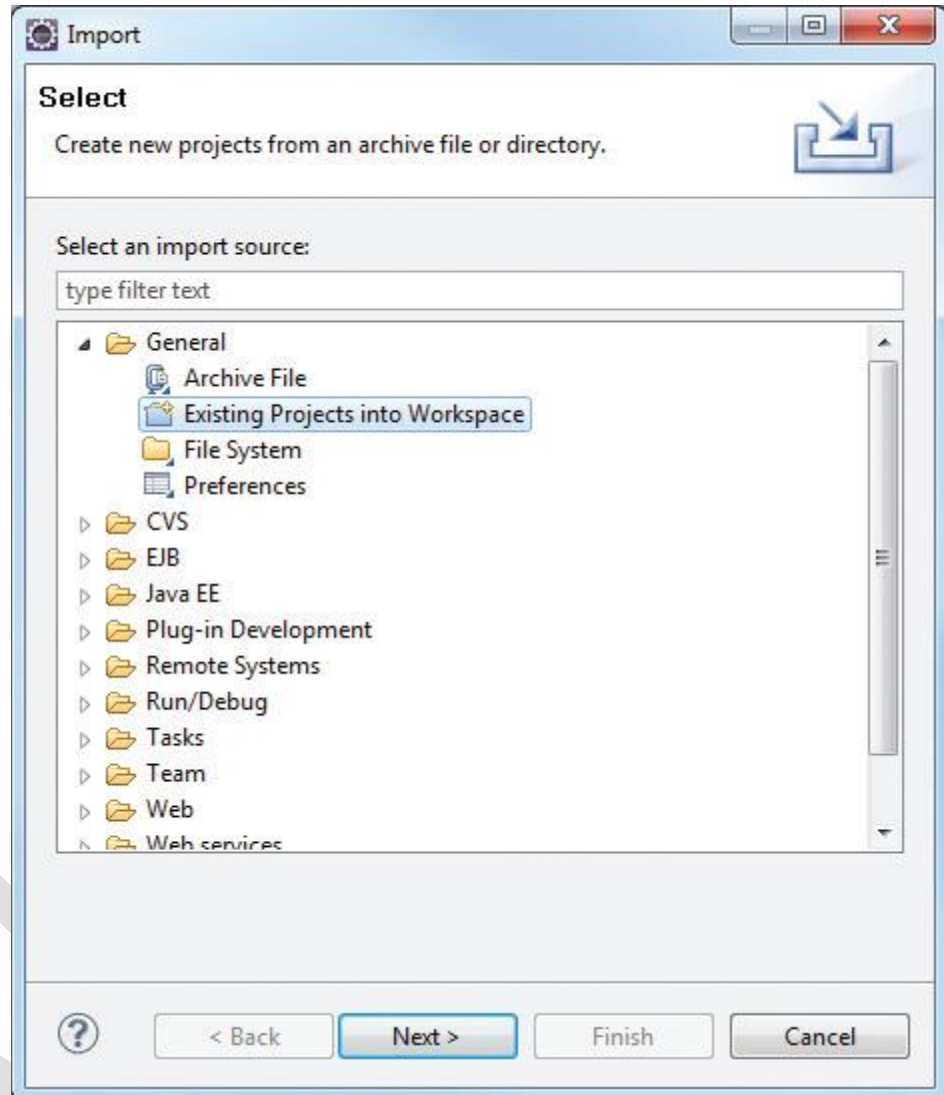 Import
Select
Create new projects from an archive file or directory.
Select an import source:
type filter text
General
Archive File
Existing Projects into Workspace
File System
Preferences
CVS
EJB
Java EE
Plug-in Development
Remote Systems
Run/Debug
Tasks
Team
Web
Web services
< Back Next > Finish Cancel